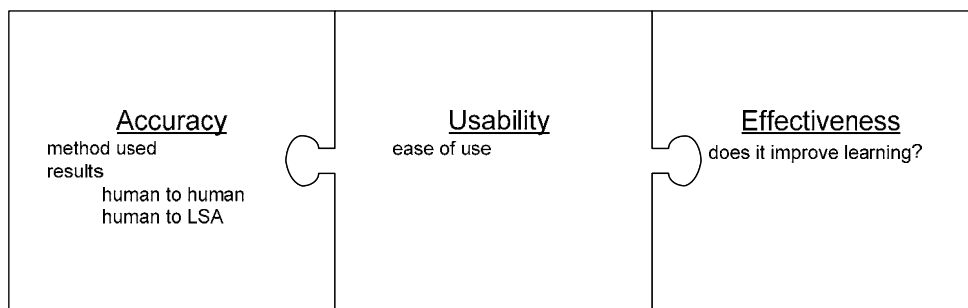 Accuracy
method used
results
human to human
human to LSA
Usability
ease of use
Effectiveness
does it improve learning?